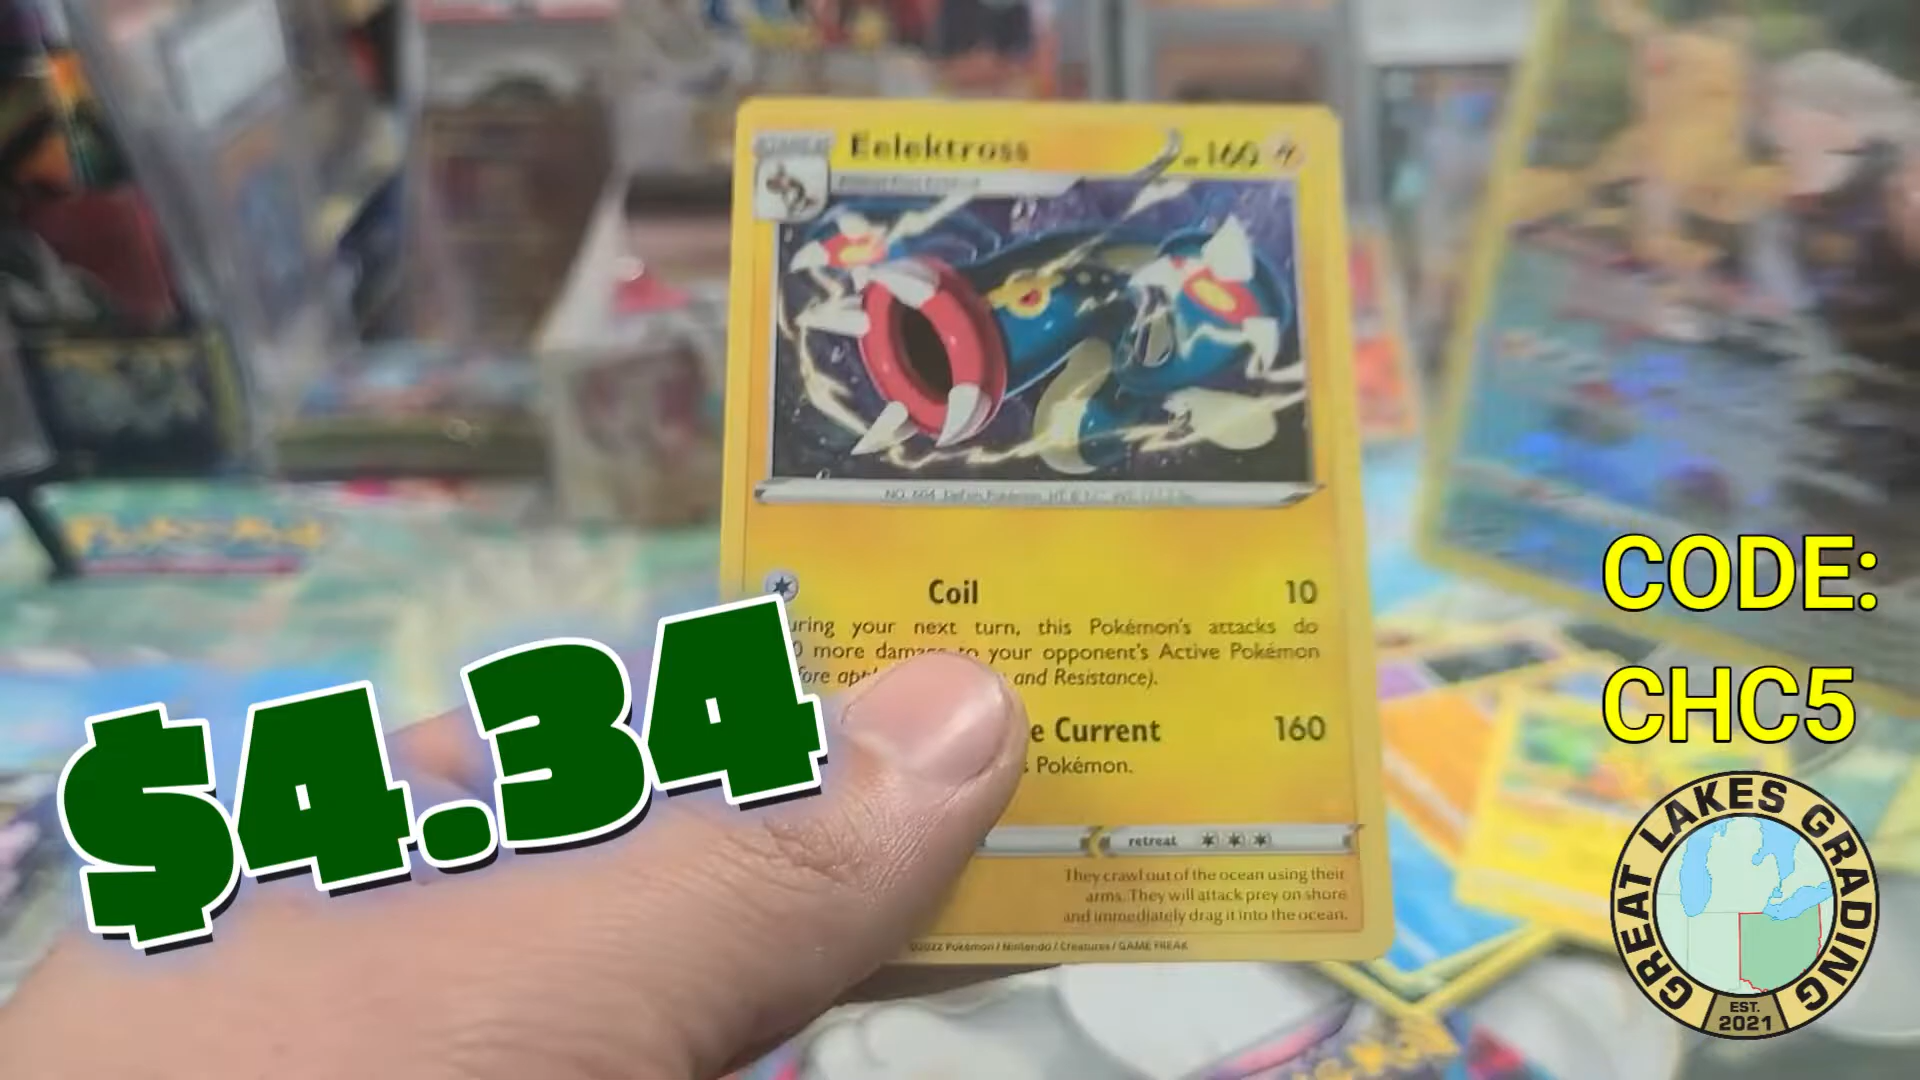 Eelektross
160
Coil 10
uring your next turn, this Pokémon's attacks do
0 more damage to your opponent's Active Pokémon
fore and Resistance).
e Current 160
s Pokémon.
retreat
They crawl out of the ocean using their
arms. They will attack prey on shore
and immediately drag it into the ocean.
©2022 Pokémon / Nintendo / Creatures / GAME FREAK
$4.34
CODE:
CHC5
GREAT LAKES GRADING
EST.
2021